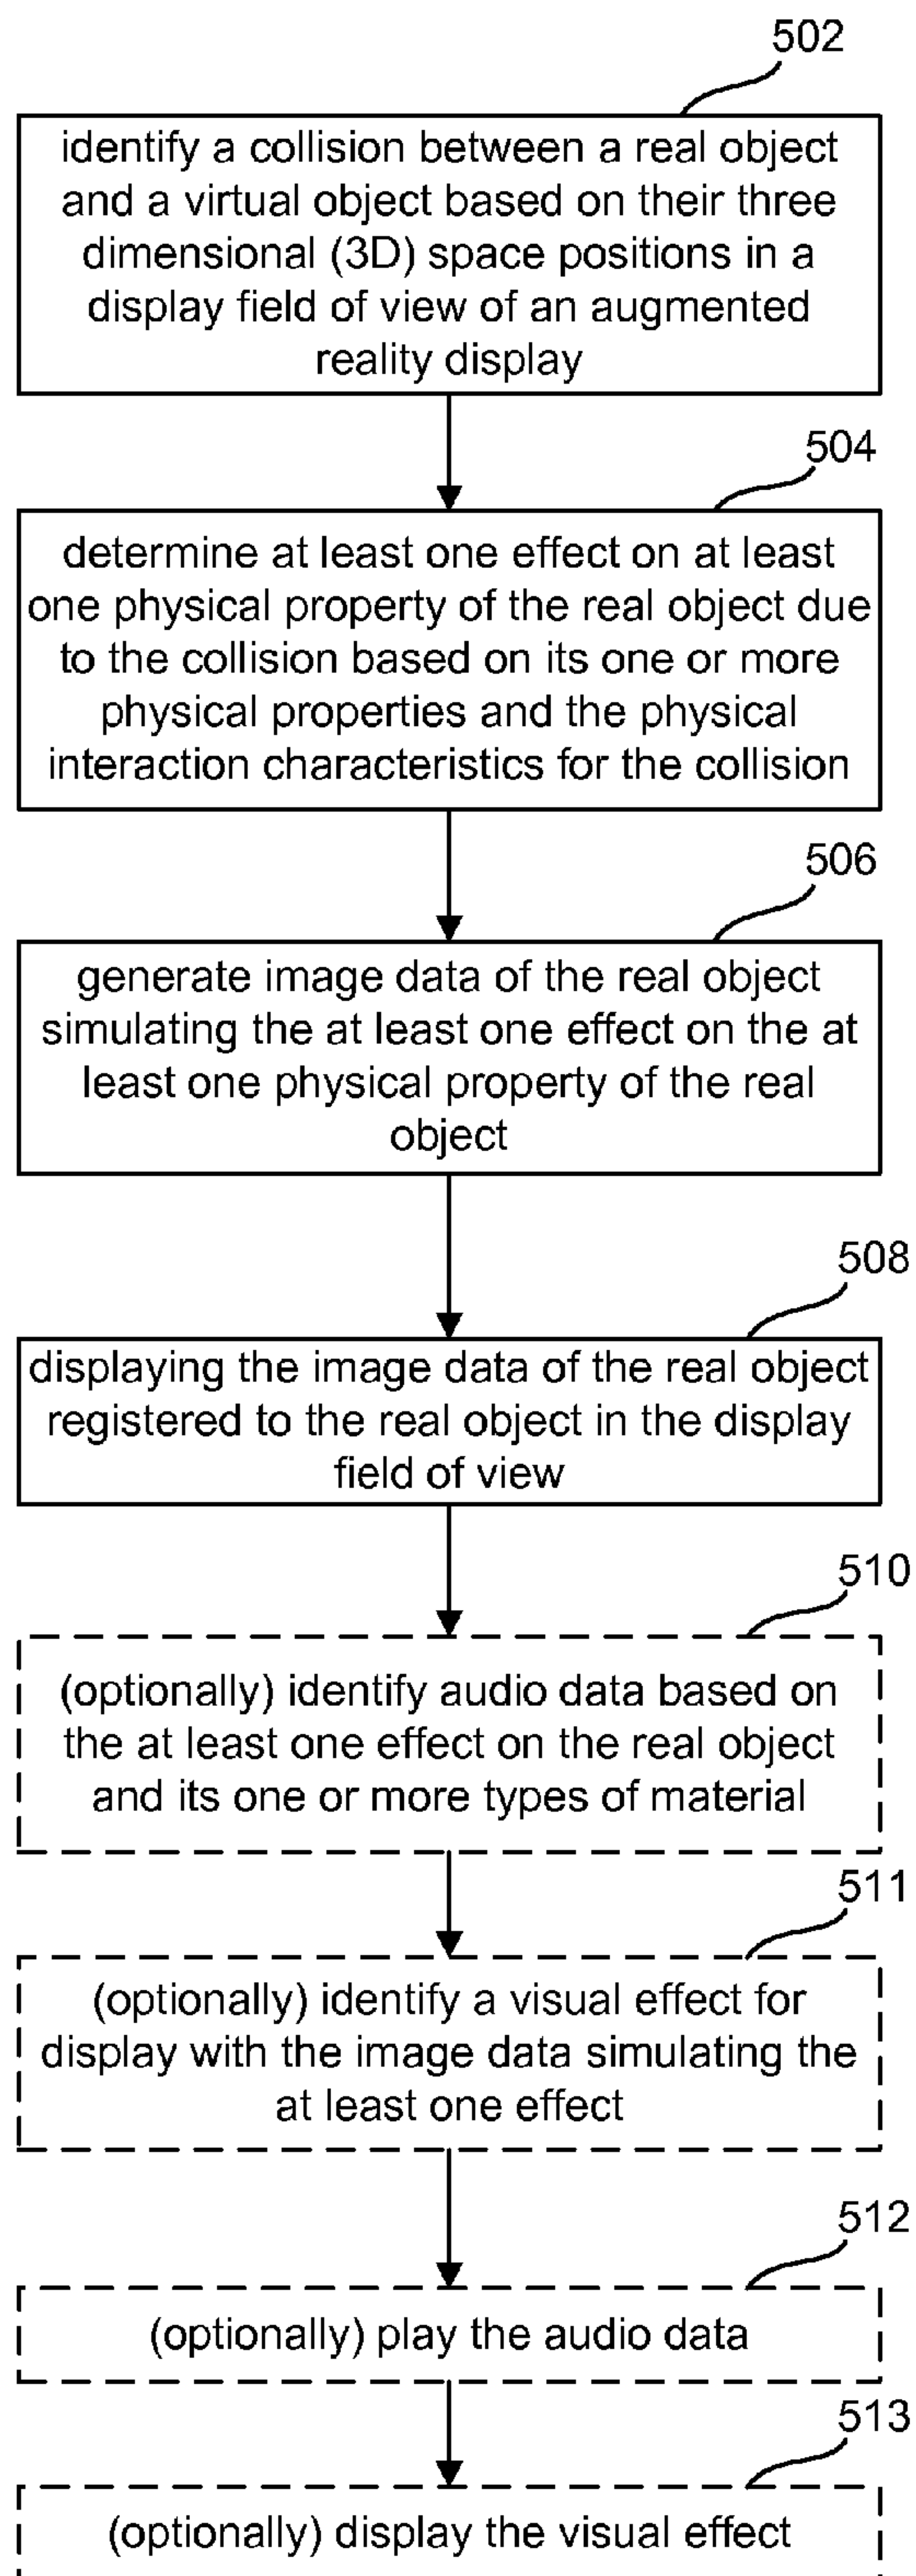 502
identify a collision between a real object
and a virtual object based on their three
dimensional (3D) space positions in a
display field of view of an augmented
reality display
504
determine at least one effect on at least
one physical property of the real object due
to the collision based on its one or more
physical properties and the physical
interaction characteristics for the collision
506
generate image data of the real object
simulating the at least one effect on the at
least one physical property of the real
object
508
displaying the image data of the real object
registered to the real object in the display
field of view
510
(optionally) identify audio data based on
the at least one effect on the real object
and its one or more types of material
511
(optionally) identify a visual effect for
display with the image data simulating the
at least one effect
512
(optionally) play the audio data
513
(optionally) display the visual effect